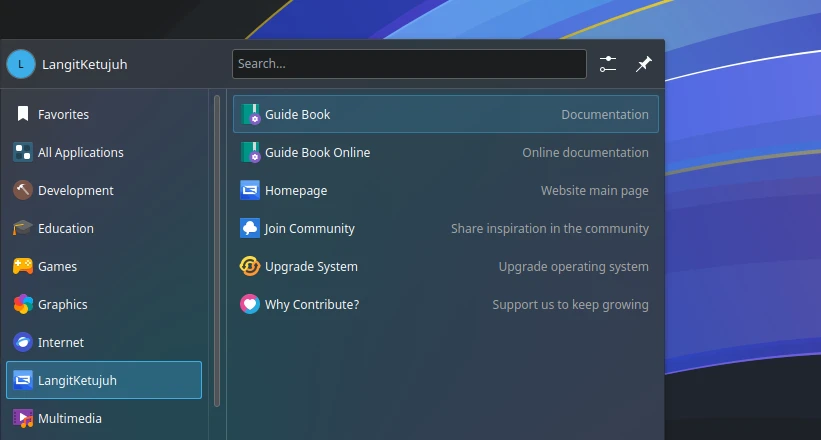 L LangitKetujuh Search...
Favorites
All Applications
Development
Education
Games
Graphics
Internet
LangitKetujuh
Multimedia
Guide Book Documentation
Guide Book Online Online documentation
Homepage Website main page
Join Community Share inspiration in the community
Upgrade System Upgrade operating system
Why Contribute? Support us to keep growing